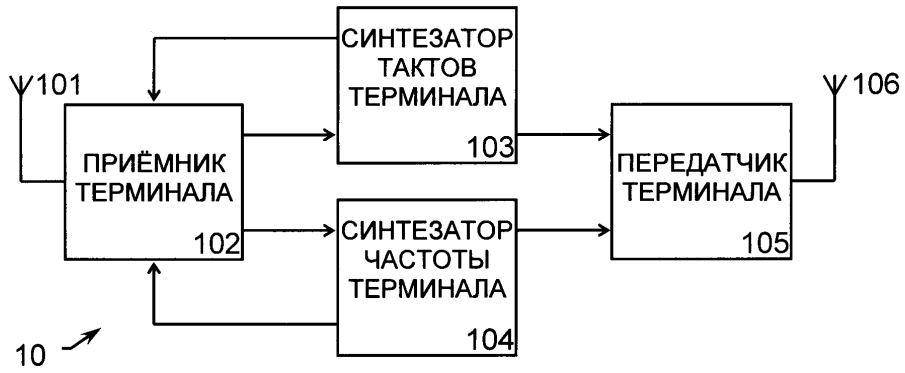 101
ПРИЁМНИК
ТЕРМИНАЛА
102
СИНТЕЗАТОР
ТАКТОВ
ТЕРМИНАЛА
103
СИНТЕЗАТОР
ЧАСТОТЫ
ТЕРМИНАЛА
104
ПЕРЕДАТЧИК
ТЕРМИНАЛА
105
106
10